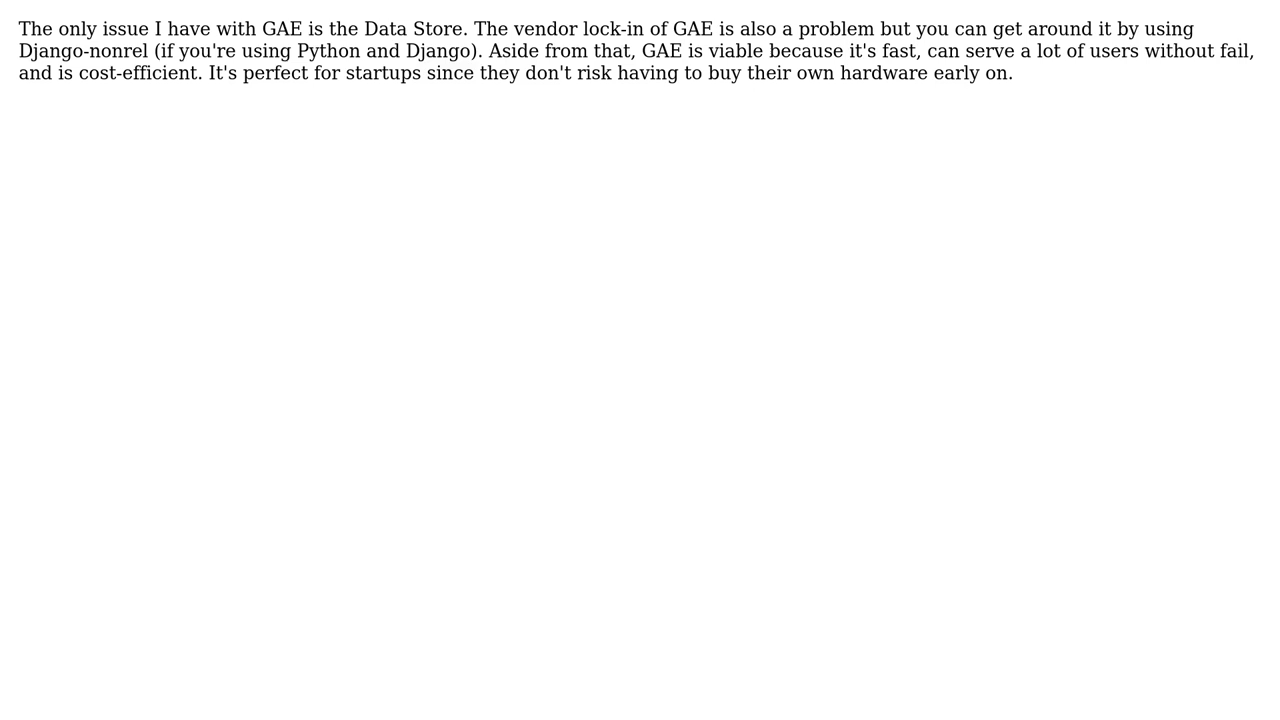 The only issue I have with GAE is the Data Store. The vendor lock-in of GAE is also a problem but you can get around it by using
Django-nonrel (if you're using Python and Django). Aside from that, GAE is viable because it's fast, can serve a lot of users without fail,
and is cost-efficient. It's perfect for startups since they don't risk having to buy their own hardware early on.